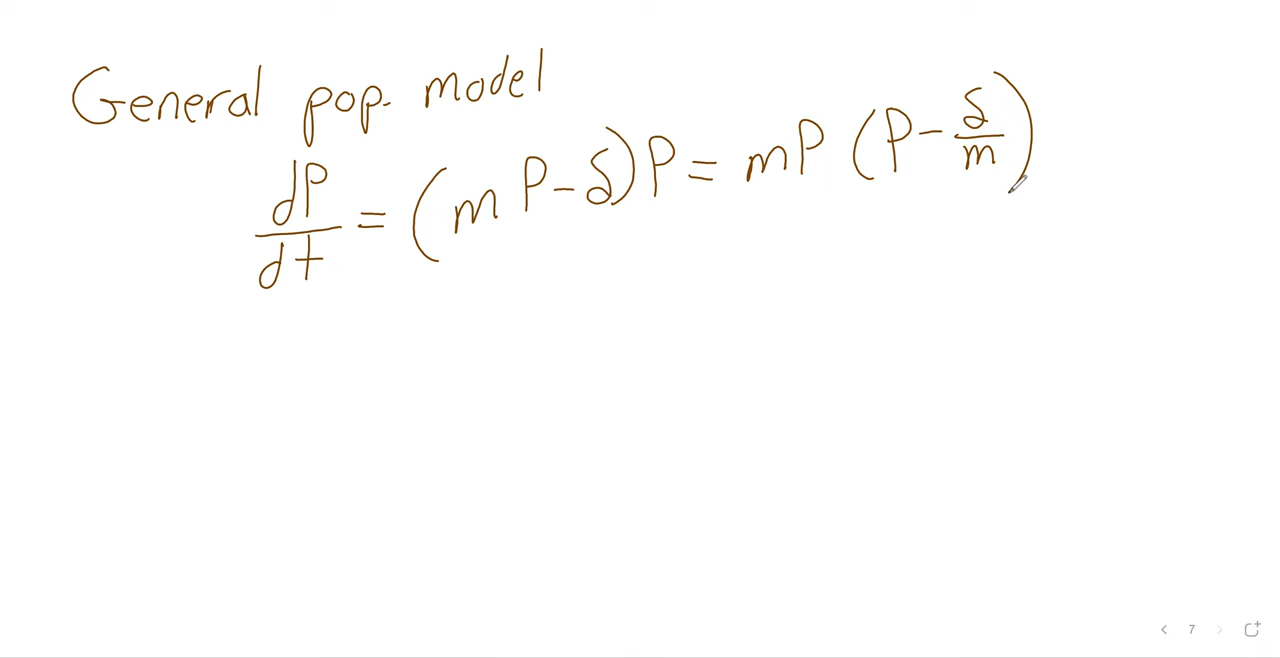 General pop. model
dP/dt = (mP - δ)P = mP (P - δ/m)
7